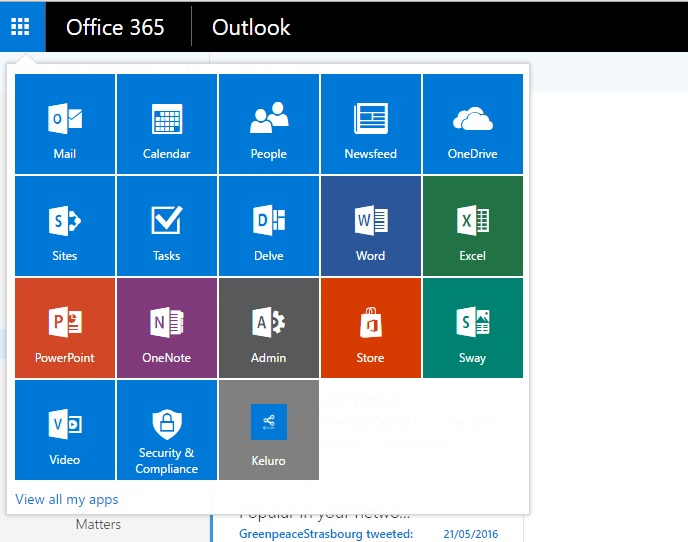 Office 365 Outlook
Mail Calendar People Newsfeed OneDrive
Sites Tasks Delve Word Excel
PowerPoint OneNote Admin Store Sway
Video Security & Compliance Keluro
View all my apps
Matters
Popular in your netwo...
GreenpeaceStrasbourg tweeted: 21/05/2016